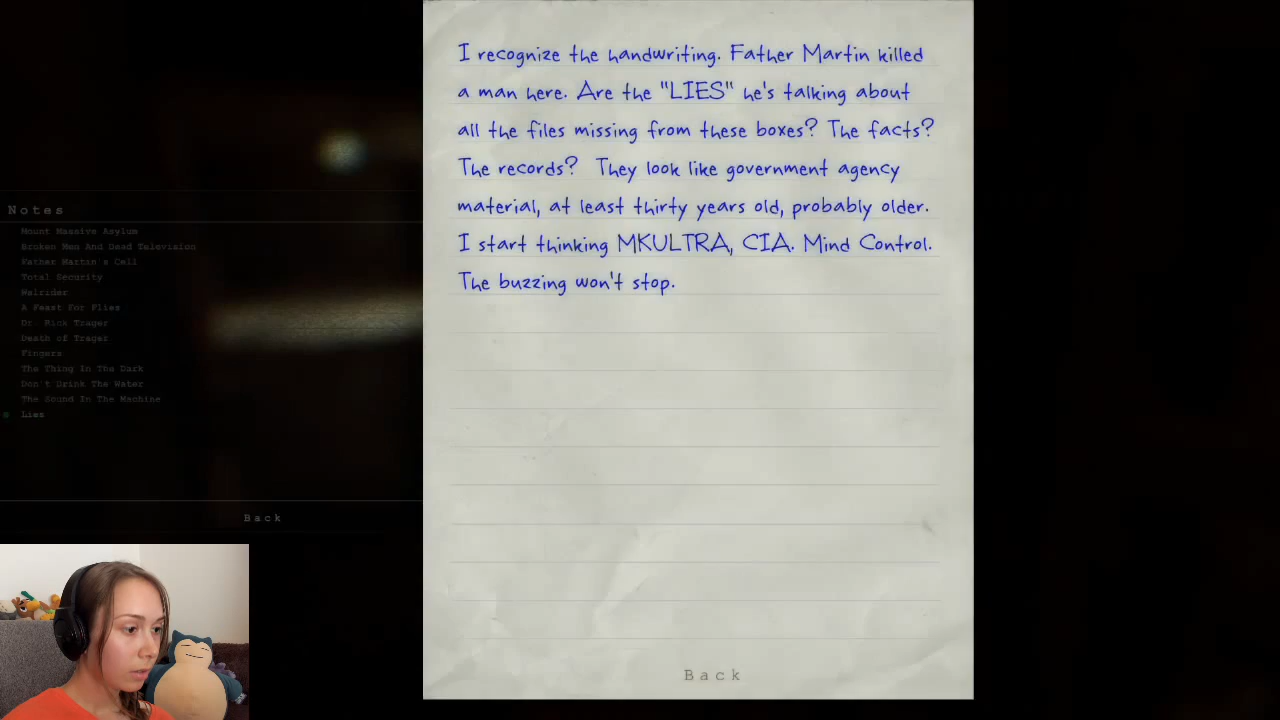 Notes
Mount Massive Asylum
Broken Men And Dead Television
Father Martin's Cell
Total Security
Walrider
A Feast For Flies
Dr. Rick Trager
Death of Trager
Fingers
The Thing In The Dark
Don't Drink The Water
The Sound In The Machine
Lies
Back
I recognize the handwriting. Father Martin killed
a man here. Are the "LIES" he's talking about
all the files missing from these boxes? The facts?
The records? They look like government agency
material, at least thirty years old, probably older.
I start thinking MKULTRA, CIA. Mind Control.
The buzzing won't stop.
Back